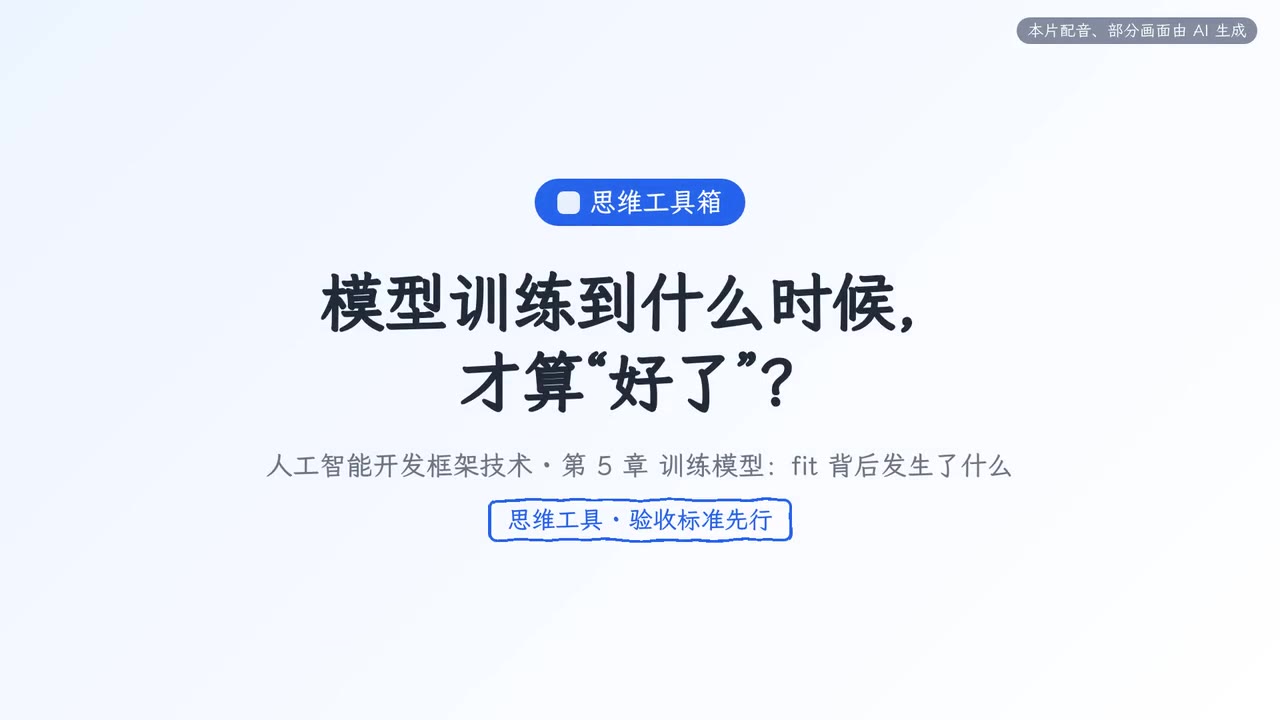 本片配音、部分画面由 AI 生成
思维工具箱
模型训练到什么时候，
才算“好了”？
人工智能开发框架技术・第 5 章 训练模型：fit 背后发生了什么
思维工具・验收标准先行